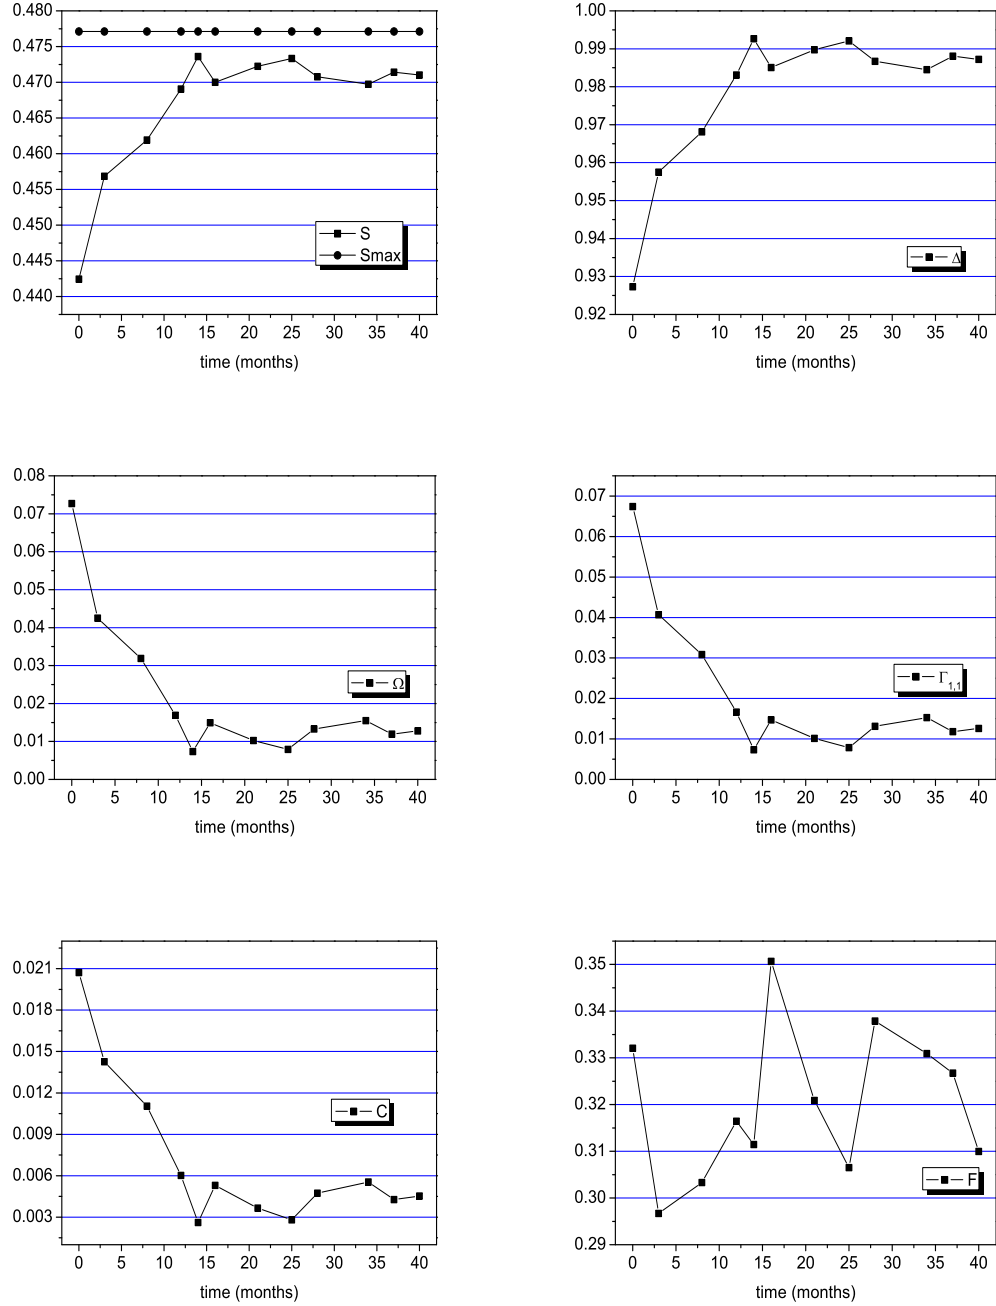 0.480
0.475
0.470
0.465
0.460
0.455
0.450
0.445
0.440
S
Smax
0 5 10 15 20 25 30 35 40
time (months)
1.00
0.99
0.98
0.97
0.96
0.95
0.94
0.93
0.92
Δ
0 5 10 15 20 25 30 35 40
time (months)
0.08
0.07
0.06
0.05
0.04
0.03
0.02
0.01
0.00
Ω
0 5 10 15 20 25 30 35 40
time (months)
0.07
0.06
0.05
0.04
0.03
0.02
0.01
0.00
Γ1,1
0 5 10 15 20 25 30 35 40
time (months)
0.021
0.018
0.015
0.012
0.009
0.006
0.003
C
0 5 10 15 20 25 30 35 40
time (months)
0.35
0.34
0.33
0.32
0.31
0.30
0.29
F
0 5 10 15 20 25 30 35 40
time (months)